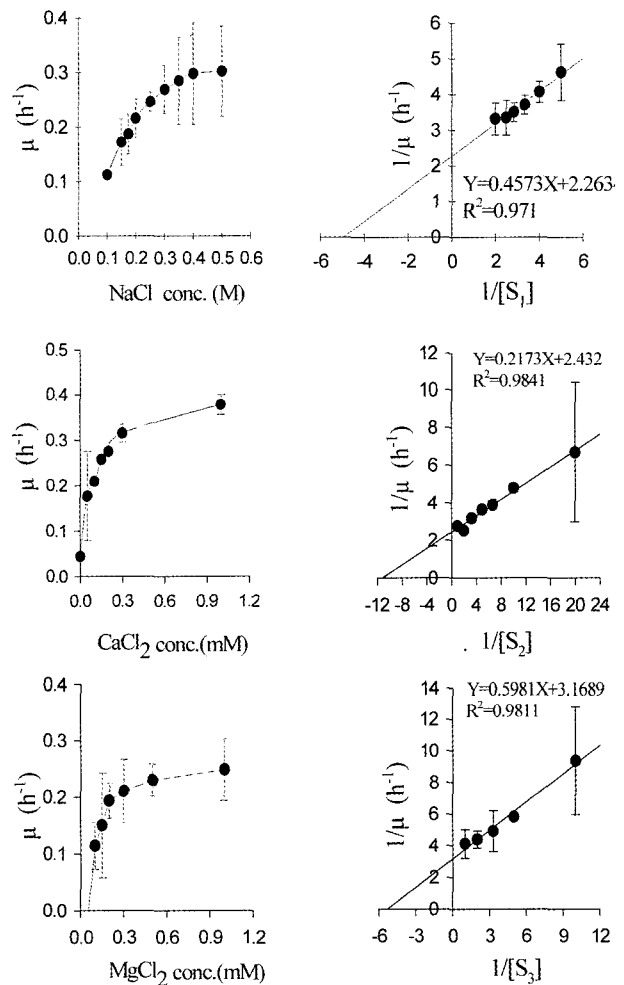 0.4
0.3
0.2
0.1
0.0
μ (h⁻¹)
0.0 0.1 0.2 0.3 0.4 0.5 0.6
NaCl conc. (M)
6
5
4
3
2
1
0
1/μ (h⁻¹)
Y=0.4573X+2.263
R²=0.971
-6 -4 -2 0 2 4 6
1/[S₁]
0.5
0.4
0.3
0.2
0.1
0.0
μ (h⁻¹)
0.0 0.3 0.6 0.9 1.2
CaCl₂ conc.(mM)
12
10
8
6
4
2
0
1/μ (h⁻¹)
Y=0.2173X+2.432
R²=0.9841
-12 -8 -4 0 4 8 12 16 20 24
1/[S₂]
0.4
0.3
0.2
0.1
0.0
μ (h⁻¹)
0.0 0.3 0.6 0.9 1.2
MgCl₂ conc.(mM)
14
12
10
8
6
4
2
0
1/μ (h⁻¹)
Y=0.5981X+3.1689
R²=0.9811
-6 -3 0 3 6 9 12
1/[S₃]